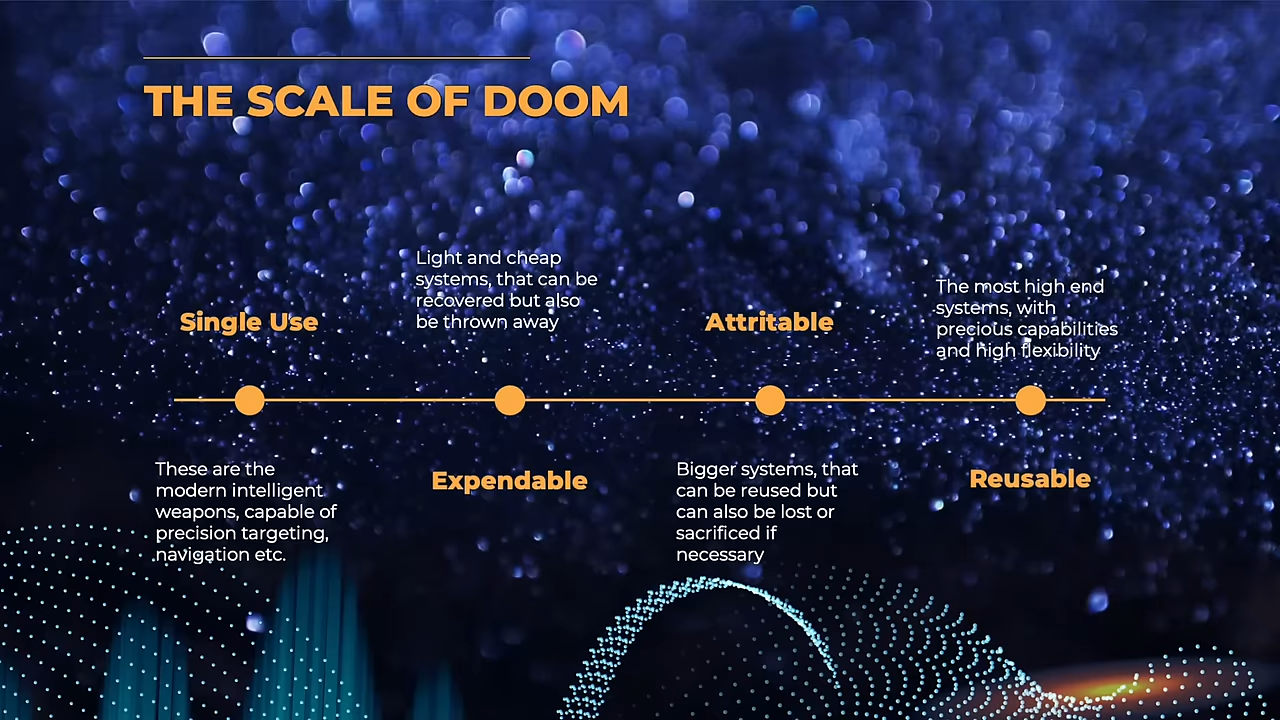 THE SCALE OF DOOM
Single Use
These are the
modern intelligent
weapons, capable of
precision targeting,
navigation etc.
Light and cheap
systems, that can be
recovered but also
be thrown away
Expendable
Attritable
Bigger systems, that
can be reused but
can also be lost or
sacrificed if
necessary
The most high end
systems, with
precious capabilities
and high flexibility
Reusable